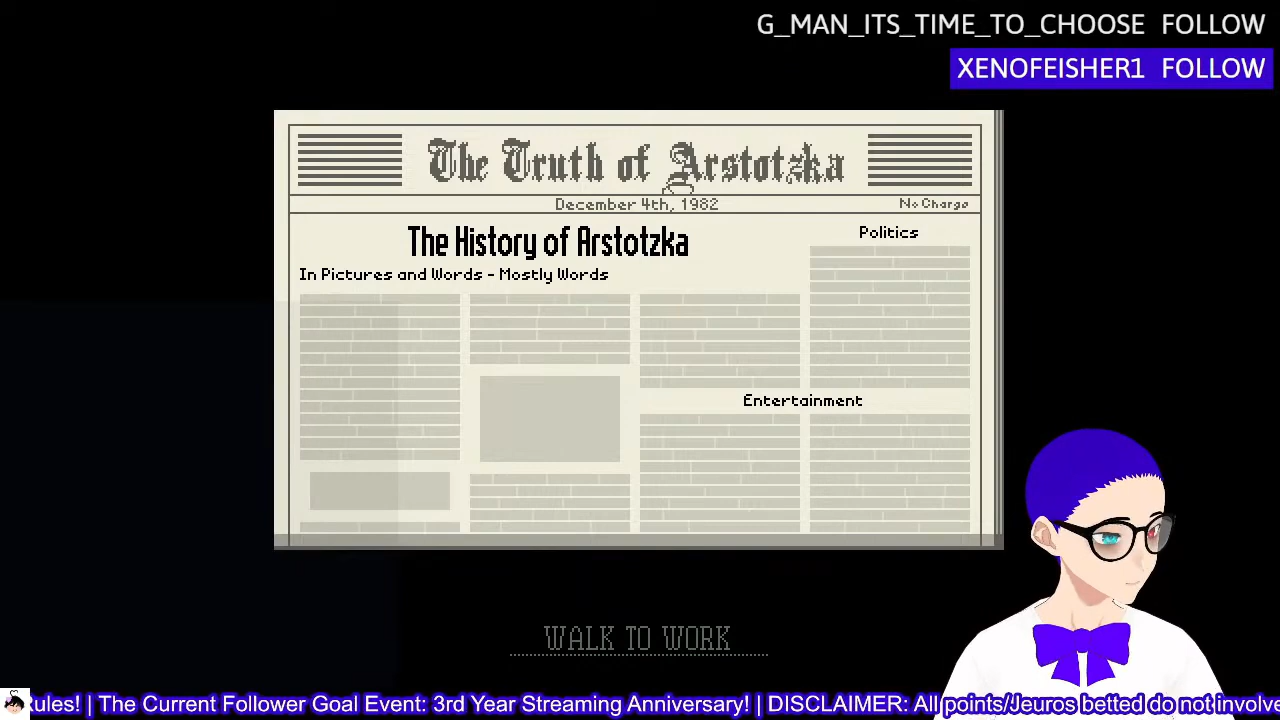 G_MAN_ITS_TIME_TO_CHOOSE FOLLOW
XENOFEISHER1 FOLLOW
The Truth of Arstotzka
December 4th, 1982
No Charge
The History of Arstotzka
Politics
In Pictures and Words - Mostly Words
Entertainment
WALK TO WORK
ules! | The Current Follower Goal Event: 3rd Year Streaming Anniversary! | DISCLAIMER: All points/Jeuros betted do not involve